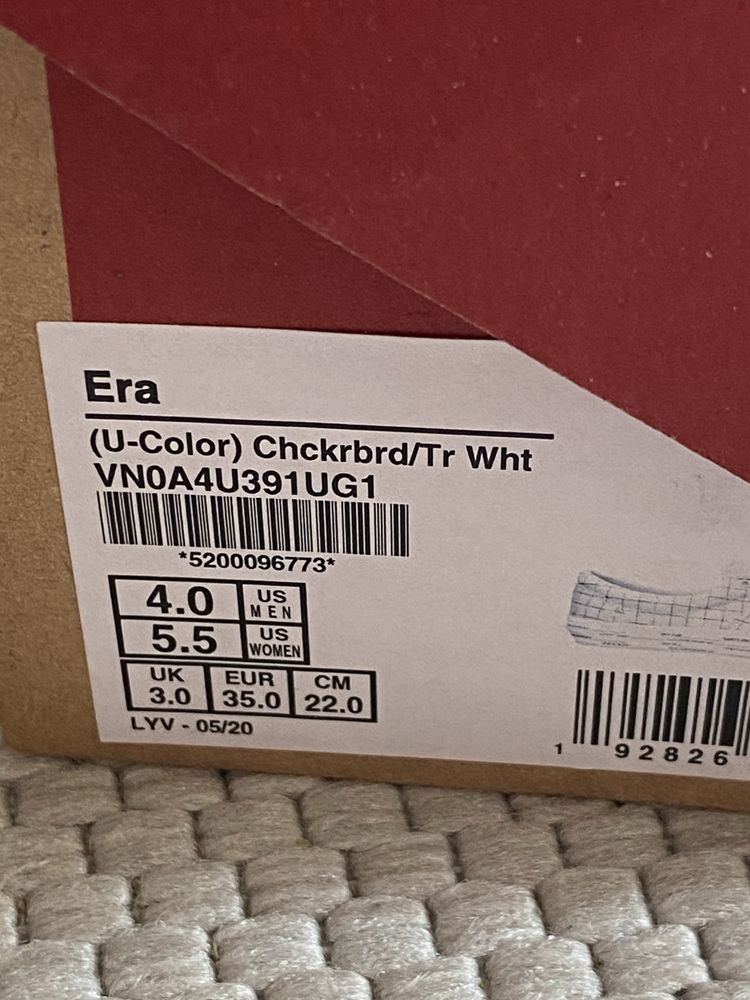 Era
(U-Color) Chckrbrd/Tr Wht
VN0A4U391UG1
*5200096773*
4.0 US MEN
5.5 US WOMEN
UK EUR CM
3.0 35.0 22.0
LYV - 05/20
1 92826